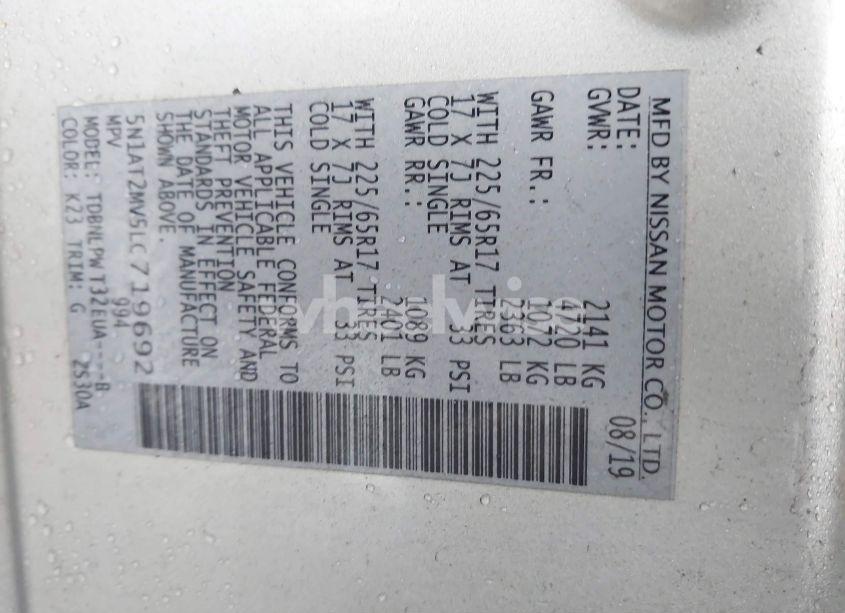 MFD BY NISSAN MOTOR CO., LTD.
DATE: 08/19
GVWR: 2141 KG
4720 LB
GAWR FR.: 1072 KG
2363 LB
WITH 225/65R17 TIRES
17 X 7J RIMS AT 33 PSI
COLD SINGLE
GAWR RR.: 1089 KG
2401 LB
WITH 225/65R17 TIRES
17 X 7J RIMS AT 33 PSI
COLD SINGLE
THIS VEHICLE CONFORMS TO
ALL APPLICABLE FEDERAL
MOTOR VEHICLE SAFETY AND
THEFT PREVENTION
STANDARDS IN EFFECT ON
THE DATE OF MANUFACTURE
SHOWN ABOVE.
5N1AT2MV5LC719692
MPV 994
MODEL: TDBNLPWT32EUA----B
COLOR: K23 TRIM: G 2S30A